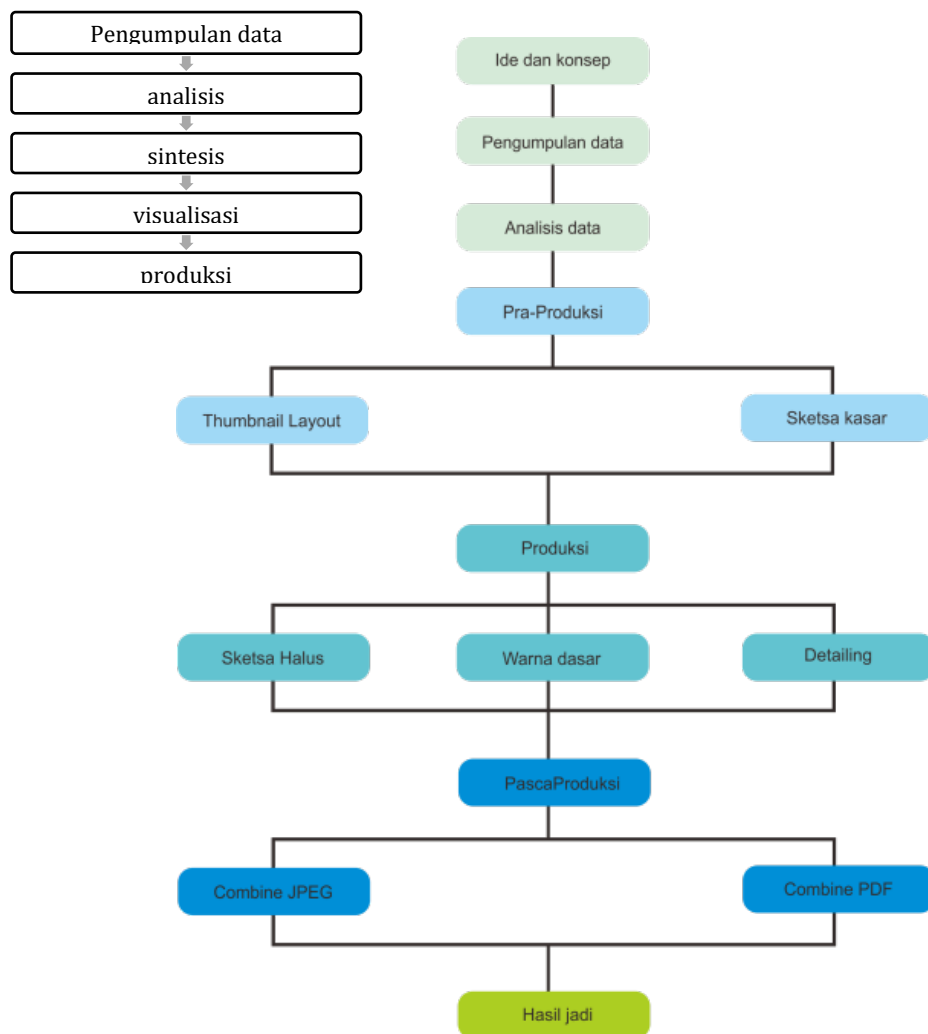 Pengumpulan data
analisis
sintesis
visualisasi
produksi
Ide dan konsep
Pengumpulan data
Analisis data
Pra-Produksi
Thumbnail Layout
Sketsa kasar
Produksi
Sketsa Halus
Warna dasar
Detailing
PascaProduksi
Combine JPEG
Combine PDF
Hasil jadi